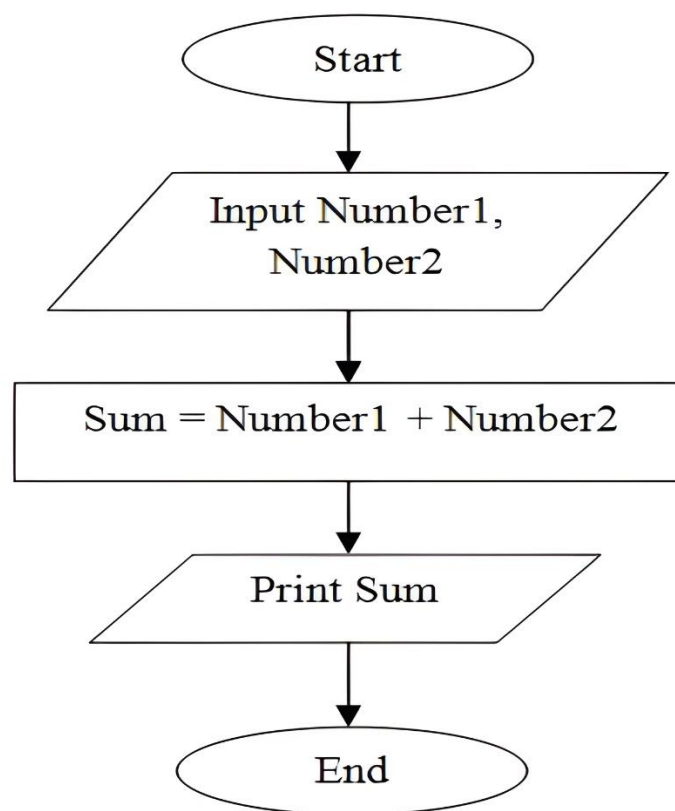 Start
Input Number1,
Number2
Sum = Number1 + Number2
Print Sum
End